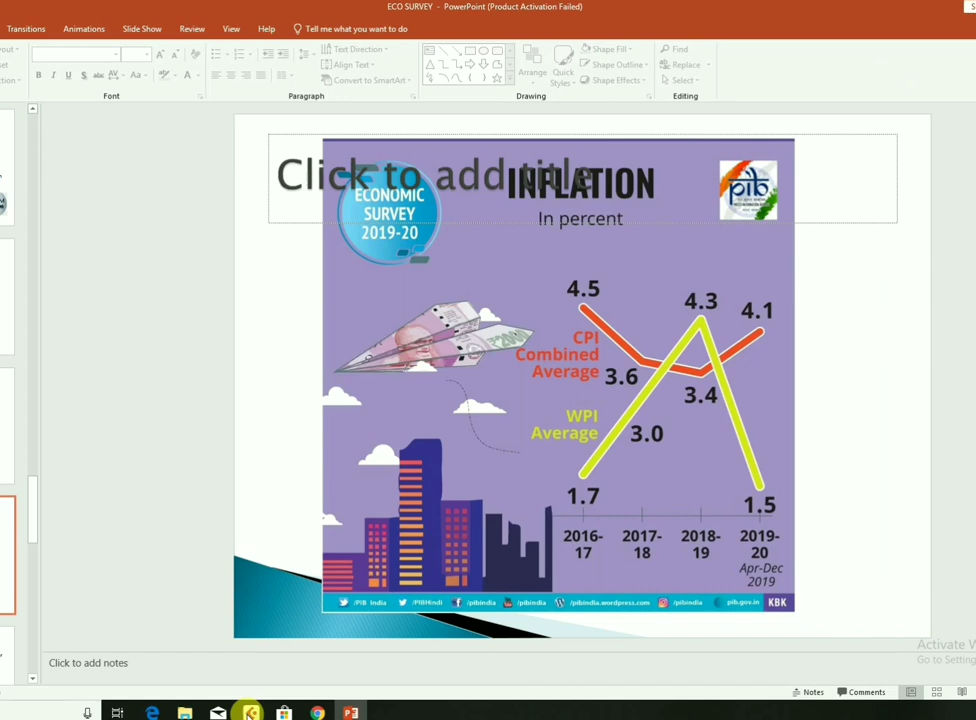 ECO SURVEY - PowerPoint (Product Activation Failed)
Transitions Animations Slide Show Review View Help Tell me what you want to do
Text Direction
Align Text
Convert to SmartArt
Arrange
Quick
Styles
Shape Fill
Shape Outline
Shape Effects
Find
Replace
Select
B I U S abc AV Aa A
Font Paragraph Drawing Editing
Click to add title
ECONOMIC
SURVEY
2019-20
INFLATION
In percent
pib
4.5
4.3
4.1
CPI
Combined
Average
3.6
3.4
WPI
Average
3.0
1.7
1.5
2016-
17
2017-
18
2018-
19
2019-
20
Apr-Dec
2019
/PIB India /PIBHindi /pibindia /pibindia /pibindia.wordpress.com /pibindia pib.gov.in KBK
Activate W
Go to Setting
Click to add notes
Notes Comments